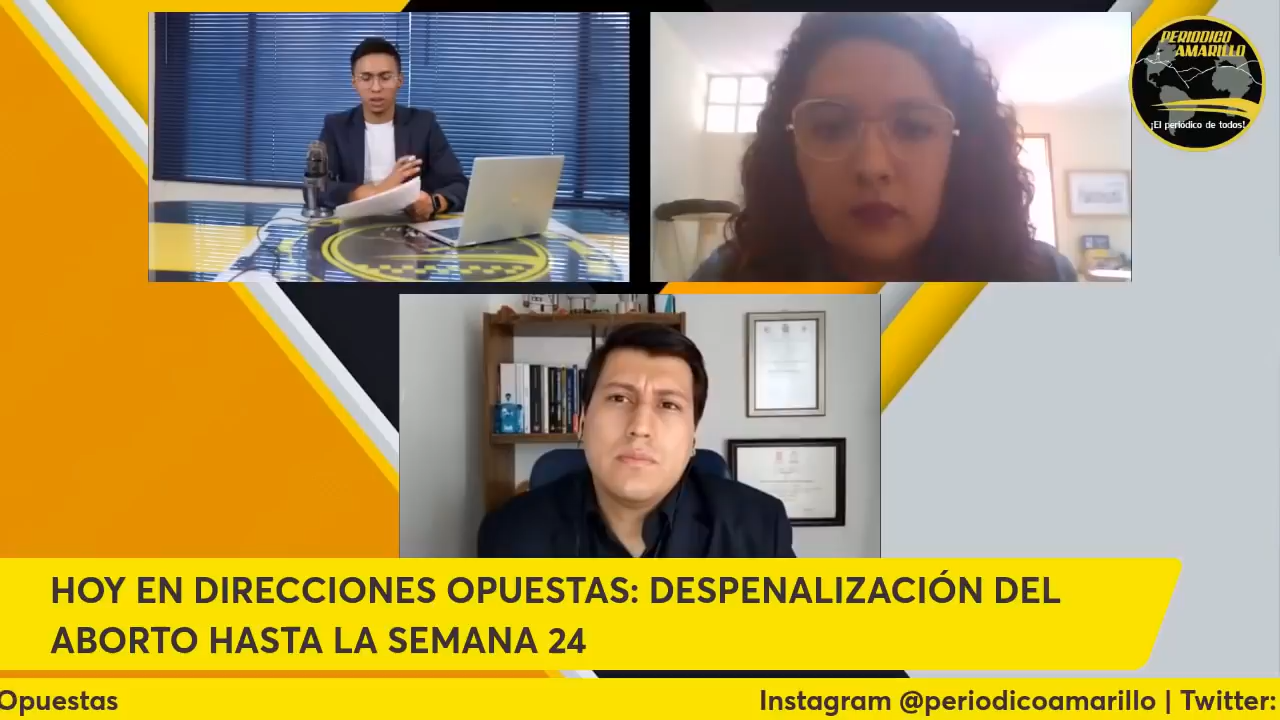 PERIODICO
AMARILLO
¡El periódico de todos!
HOY EN DIRECCIONES OPUESTAS: DESPENALIZACIÓN DEL
ABORTO HASTA LA SEMANA 24
Opuestas
Instagram @periodicoamarillo | Twitter: